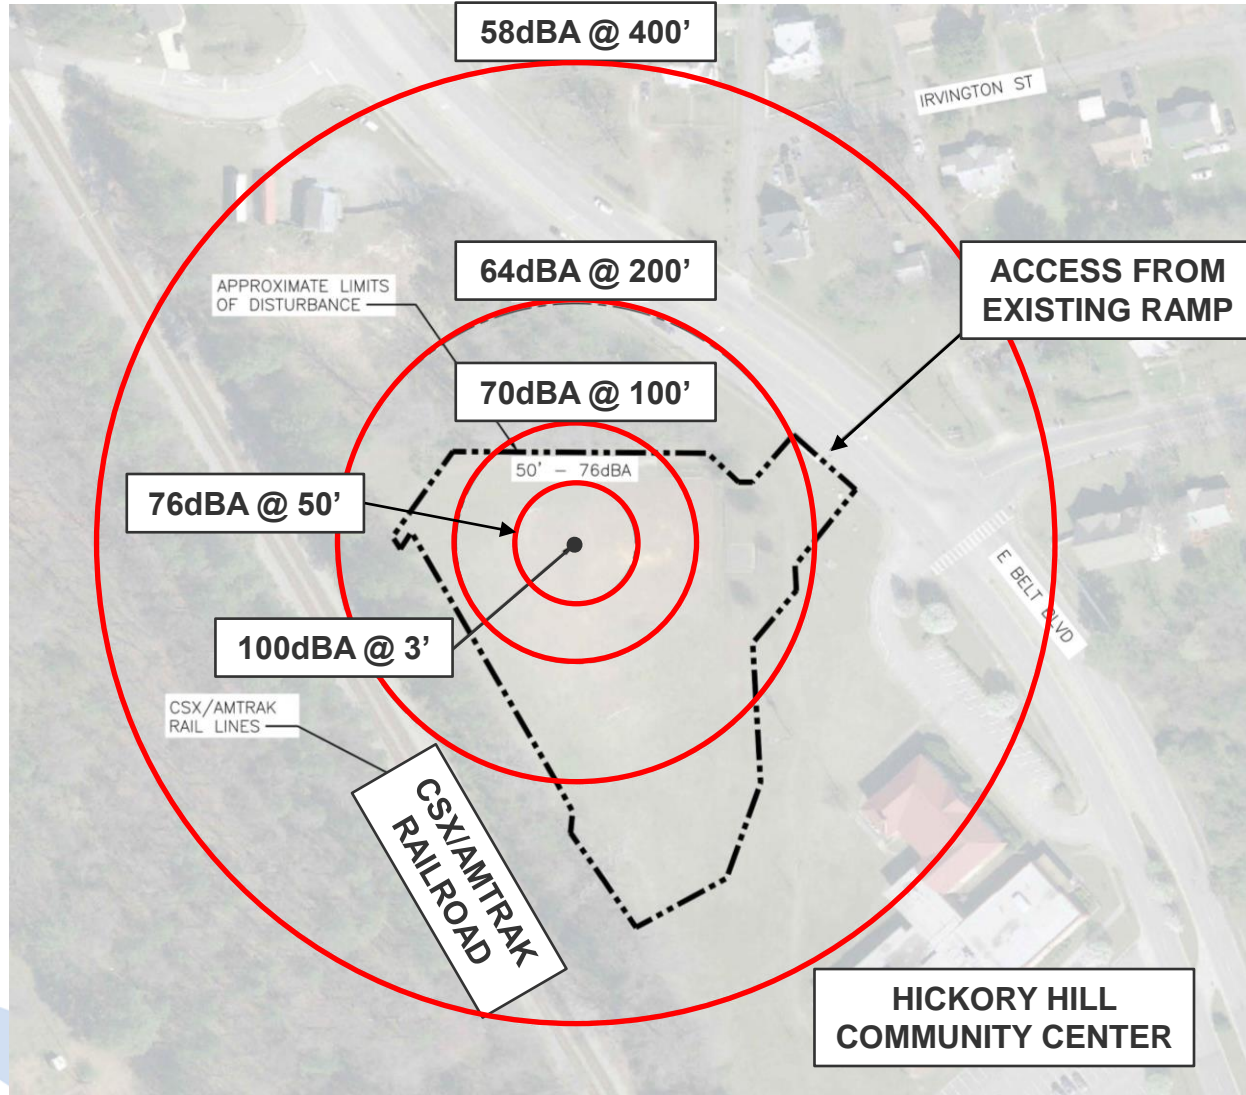 58dBA @ 400’
IRVINGTON ST
64dBA @ 200’
ACCESS FROM
EXISTING RAMP
APPROXIMATE LIMITS
OF DISTURBANCE
70dBA @ 100’
50’ – 76dBA
76dBA @ 50’
E BELT BLVD
100dBA @ 3’
CSX/AMTRAK
RAIL LINES
CSX/AMTRAK
RAILROAD
HICKORY HILL
COMMUNITY CENTER